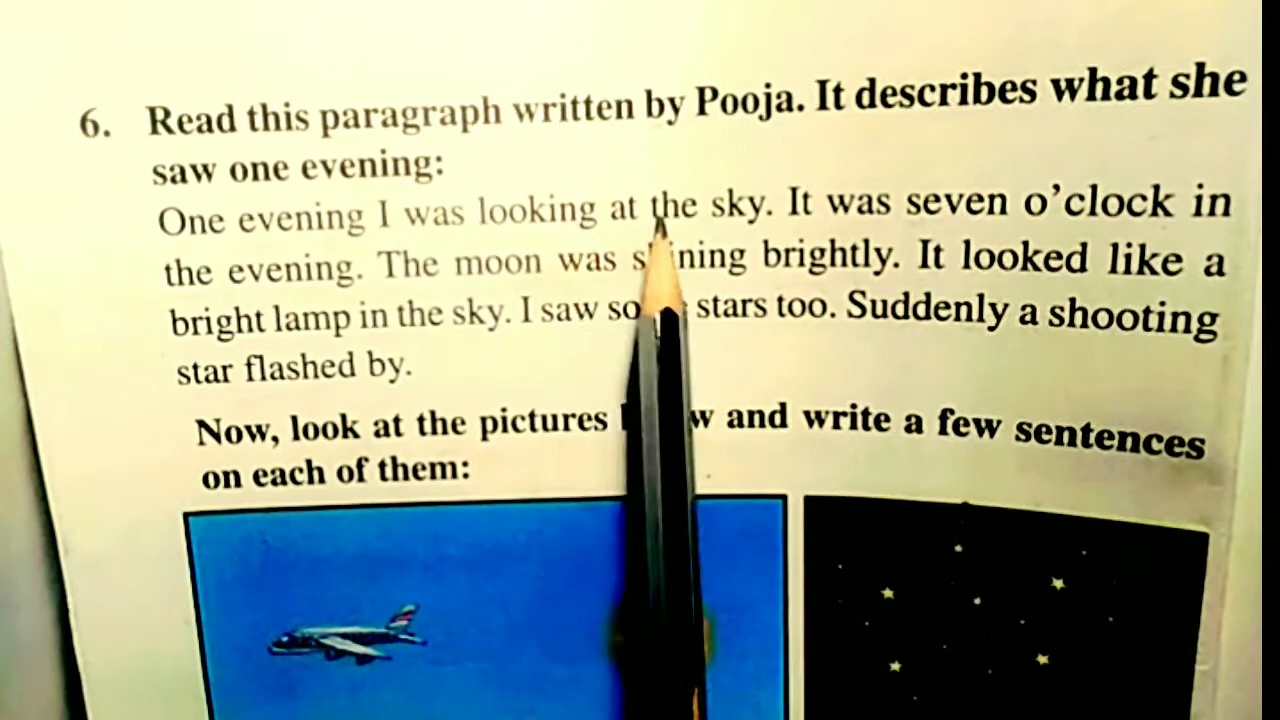 6. Read this paragraph written by Pooja. It describes what she
saw one evening:
One evening I was looking at the sky. It was seven o'clock in
the evening. The moon was shining brightly. It looked like a
bright lamp in the sky. I saw stars too. Suddenly a shooting
star flashed by.
Now, look at the pictures and write a few sentences
on each of them: